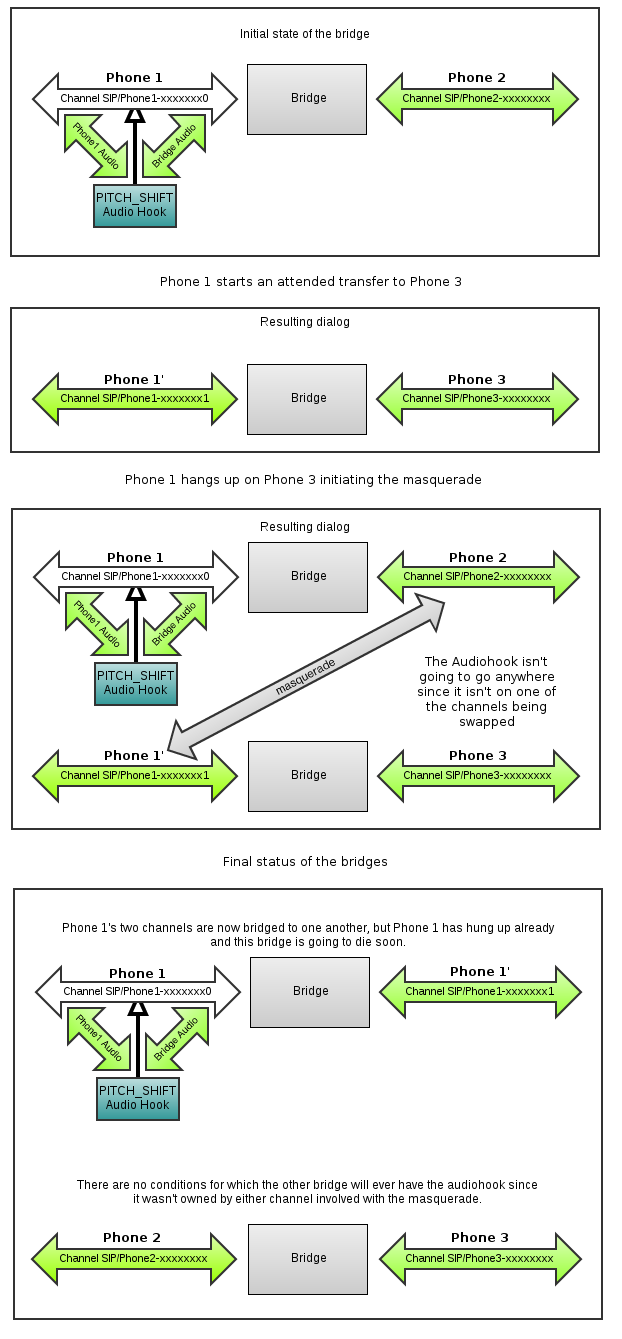 Initial state of the bridge
Phone 1
Channel SIP/Phone1-xxxxxxx0
Phone1 Audio
Bridge Audio
PITCH_SHIFT
Audio Hook
Bridge
Phone 2
Channel SIP/Phone2-xxxxxxxx
Phone 1 starts an attended transfer to Phone 3
Resulting dialog
Phone 1'
Channel SIP/Phone1-xxxxxxx1
Bridge
Phone 3
Channel SIP/Phone3-xxxxxxxx
Phone 1 hangs up on Phone 3 initiating the masquerade
Resulting dialog
Phone 1
Channel SIP/Phone1-xxxxxxx0
Phone1 Audio
Bridge Audio
PITCH_SHIFT
Audio Hook
Bridge
Phone 2
Channel SIP/Phone2-xxxxxxxx
masquerade
The Audiohook isn't
going to go anywhere
since it isn't on one of
the channels being
swapped
Phone 1'
Channel SIP/Phone1-xxxxxxx1
Bridge
Phone 3
Channel SIP/Phone3-xxxxxxxx
Final status of the bridges
Phone 1's two channels are now bridged to one another, but Phone 1 has hung up already
and this bridge is going to die soon.
Phone 1
Channel SIP/Phone1-xxxxxxx0
Phone1 Audio
Bridge Audio
PITCH_SHIFT
Audio Hook
Bridge
Phone 1'
Channel SIP/Phone1-xxxxxxx1
There are no conditions for which the other bridge will ever have the audiohook since
it wasn't owned by either channel involved with the masquerade.
Phone 2
Channel SIP/Phone2-xxxxxxxx
Bridge
Phone 3
Channel SIP/Phone3-xxxxxxxx